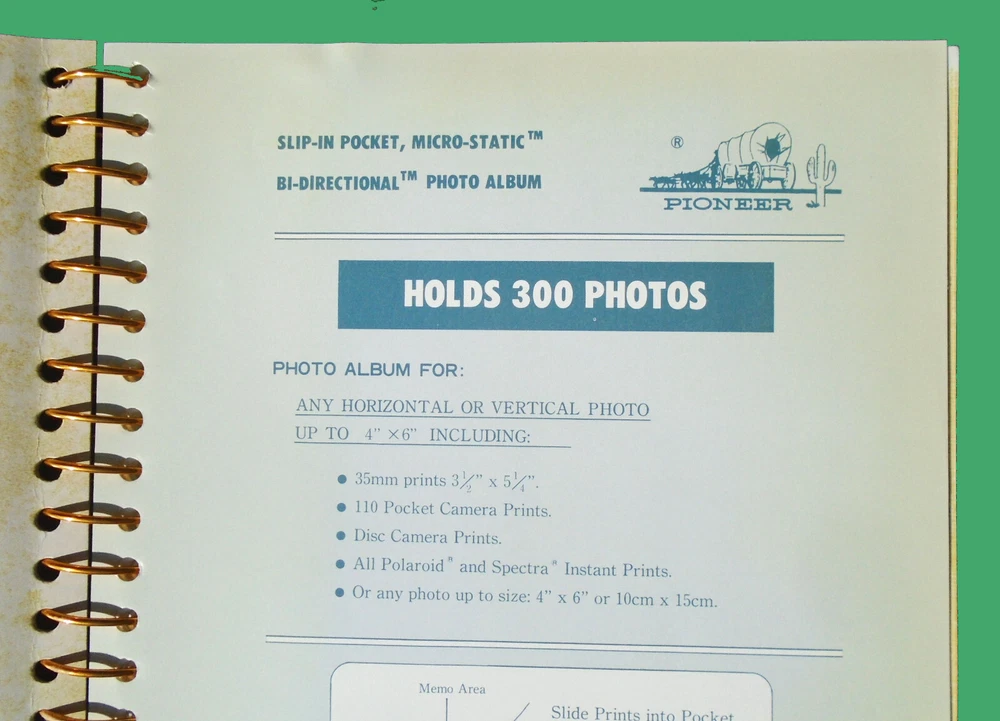 SLIP-IN POCKET, MICRO-STATIC™
BI-DIRECTIONAL™ PHOTO ALBUM
®
PIONEER
HOLDS 300 PHOTOS
PHOTO ALBUM FOR:
ANY HORIZONTAL OR VERTICAL PHOTO
UP TO 4" ×6" INCLUDING:
● 35mm prints 3½" x 5¼".
● 110 Pocket Camera Prints.
● Disc Camera Prints.
● All Polaroid® and Spectra® Instant Prints.
● Or any photo up to size: 4" x 6" or 10cm x 15cm.
Memo Area
Slide Prints into Pocket